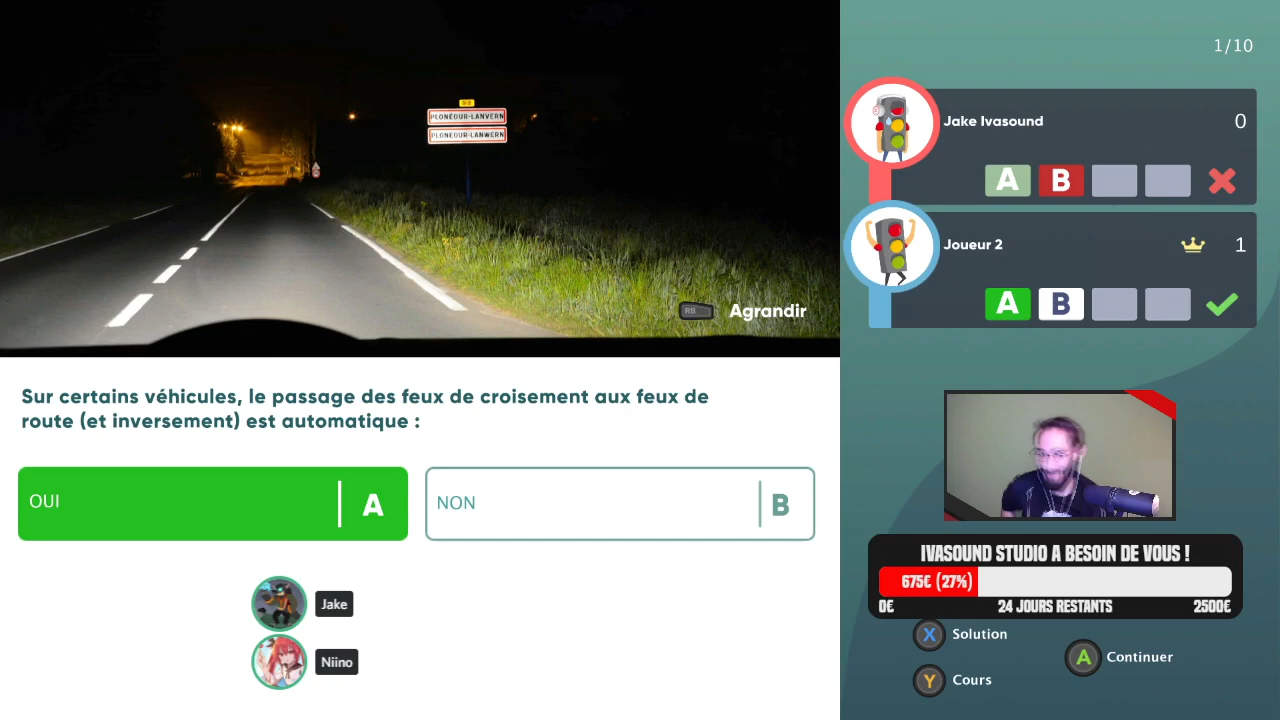 PLONÉOUR-LANVERN
PLONEOUR-LANWERN
RB
Agrandir
Sur certains véhicules, le passage des feux de croisement aux feux de
route (et inversement) est automatique :
OUI
A
NON
B
Jake
Niino
1/10
Jake Ivasound
0
A
B
Joueur 2
1
A
B
IVASOUND STUDIO A BESOIN DE VOUS !
675€ (27%)
0€
24 JOURS RESTANTS
2500€
X
Solution
A
Continuer
Y
Cours